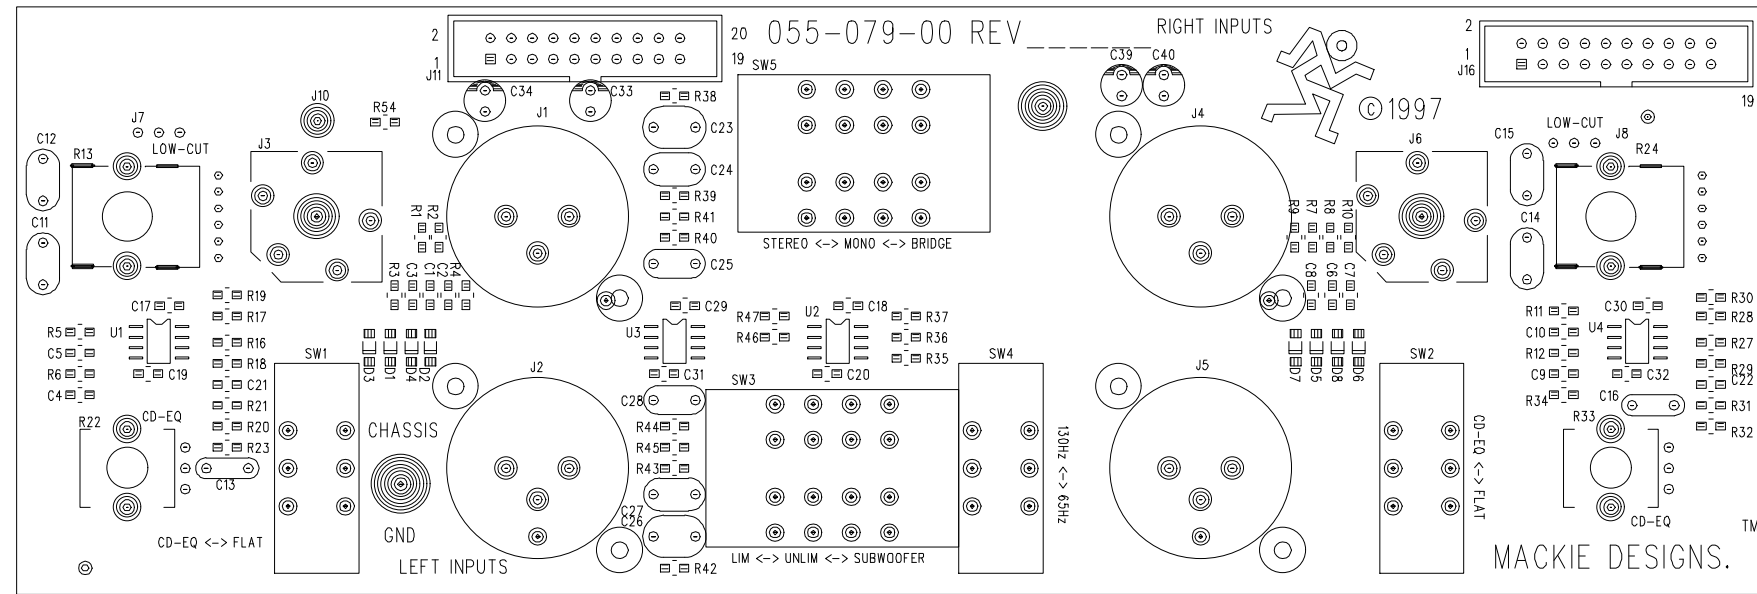 2
20
055-079-00 REV_______
RIGHT INPUTS
2
1
J11
19
SW5
C39
C40
1
J16
19
C34
C33
R38
J10
R54
©1997
J7
LOW-CUT
C12
R13
J3
J1
C23
C24
J4
J6
C15
LOW-CUT
J8
R24
R39
R41
R40
C25
STEREO <-> MONO <-> BRIDGE
C11
R1
R2
R9
R7
R8
R10
C14
R3
C3
C1
C2
R4
C8
C6
C7
C17
R19
R17
C29
U2
C18
R47
R46
R37
R36
R35
R11
C10
R12
C9
R34
C30
U4
R30
R28
R27
R29
C22
R31
R32
R5
C5
R6
C4
U1
C19
R16
R18
C21
R21
R20
R23
SW1
D3
D1
D4
D2
J2
U3
C31
SW3
C20
SW4
J5
D7
D5
D8
D6
SW2
C32
C16
R33
R22
CD-EQ
C13
CHASSIS
GND
C28
R44
R45
R43
C27
C26
R42
130Hz <-> 65Hz
CD-EQ <-> FLAT
CD-EQ
CD-EQ <-> FLAT
LEFT INPUTS
LIM <-> UNLIM <-> SUBWOOFER
MACKIE DESIGNS.
TM